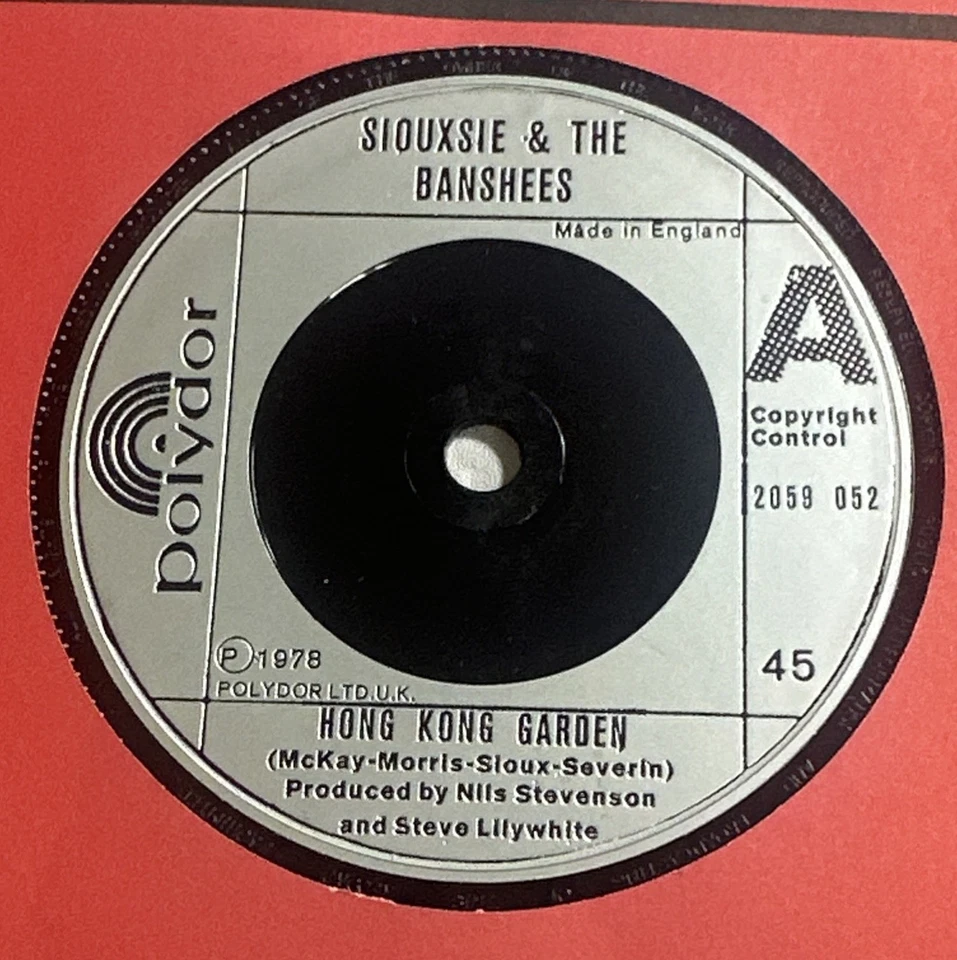 SIOUXSIE & THE
BANSHEES
Made in England
A
Copyright
Control
2059 052
45
polydor
P 1978
POLYDOR LTD.U.K.
HONG KONG GARDEN
(McKay-Morris-Sioux-Severin)
Produced by Nils Stevenson
and Steve Lilywhite